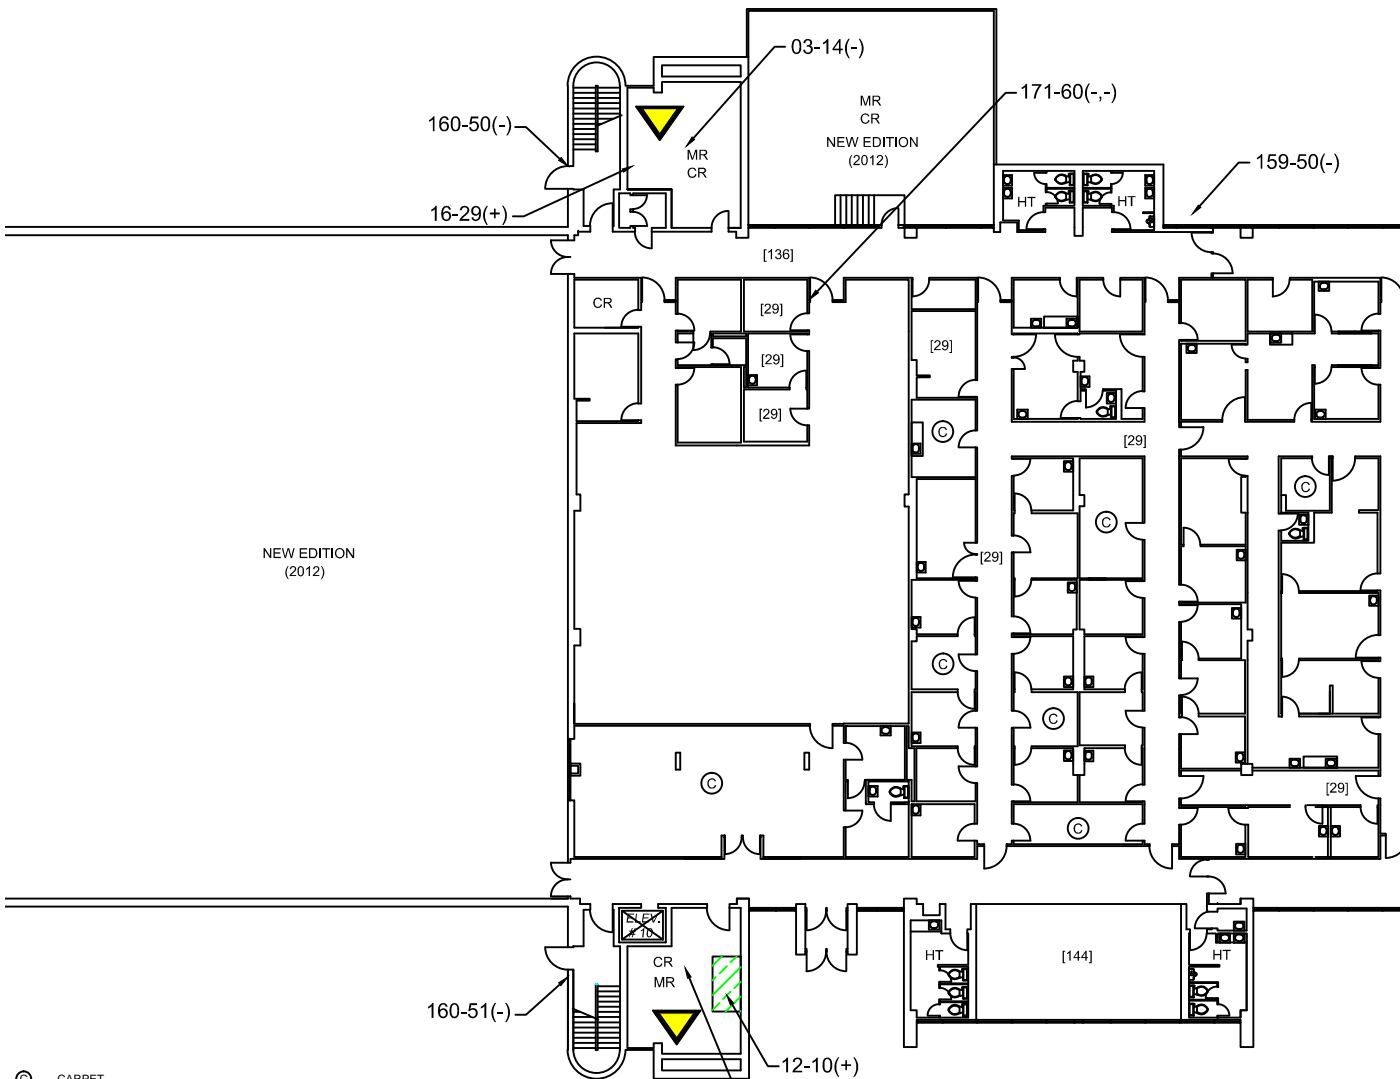 03-14(-)
171-60(-,-)
160-50(-)
MR
CR
NEW EDITION
(2012)
MR
CR
159-50(-)
16-29(+)
HT
HT
[136]
CR
[29]
[29]
[29]
[29]
C
[29]
C
C
NEW EDITION
(2012)
[29]
C
C
C
[29]
C
ELEV.
# 10
CR
MR
HT
[144]
HT
160-51(-)
12-10(+)
C CARPET